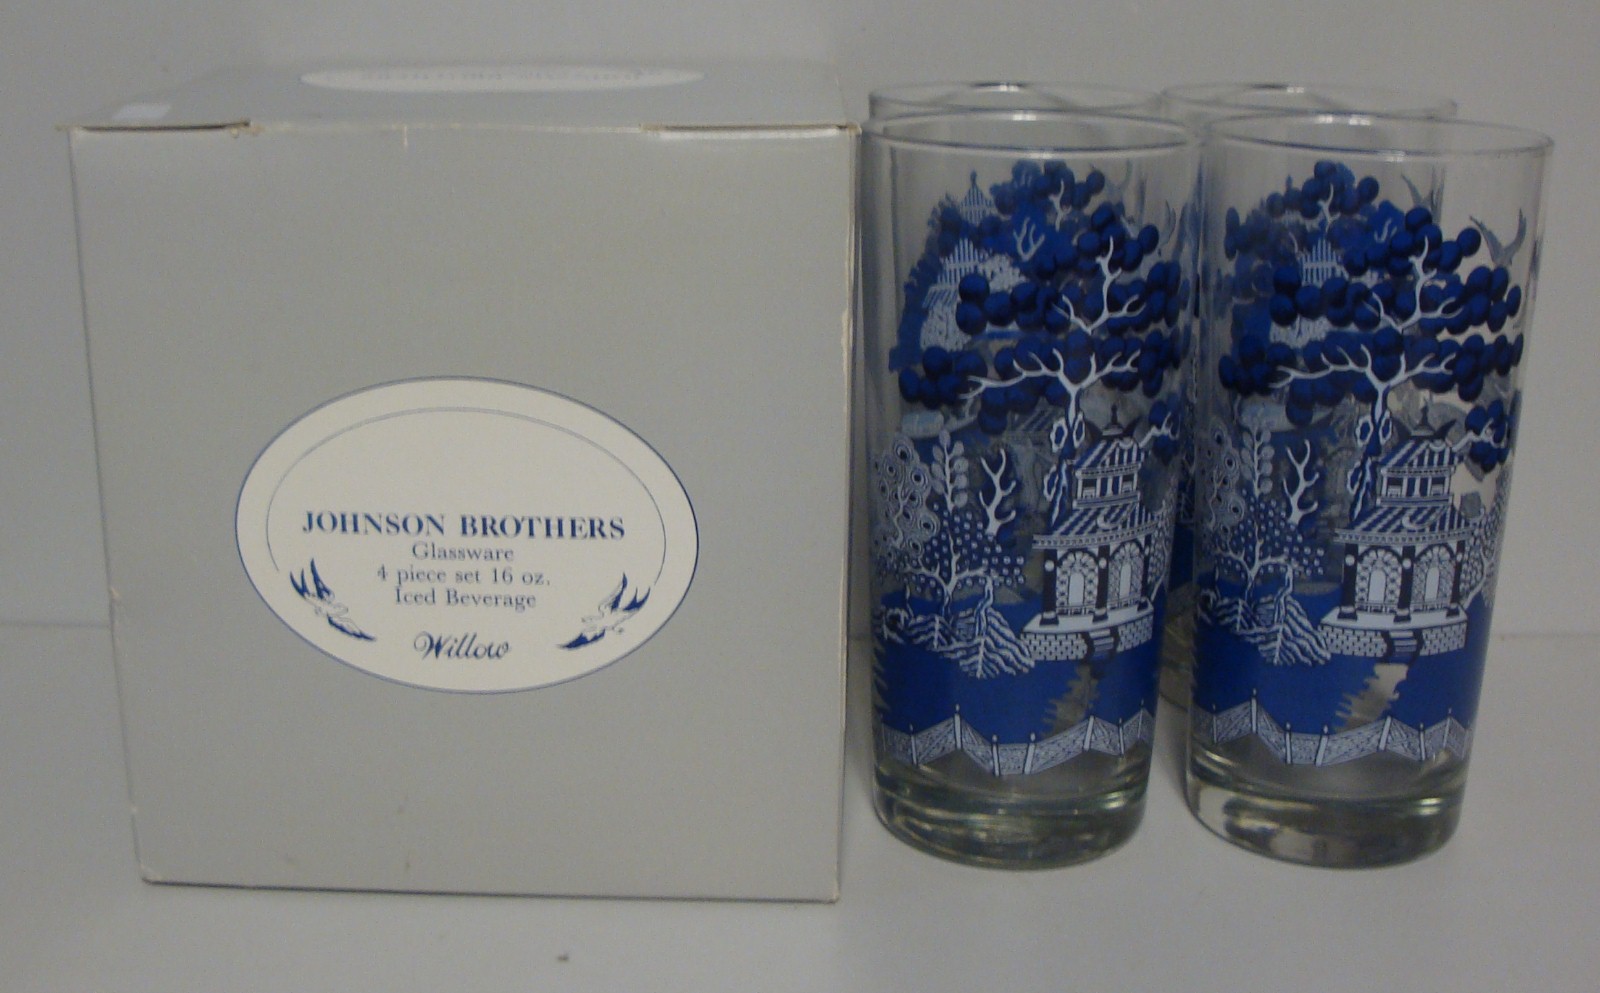 JOHNSON BROTHERS
Glassware
4 piece set 16 oz.
Iced Beverage
Willow